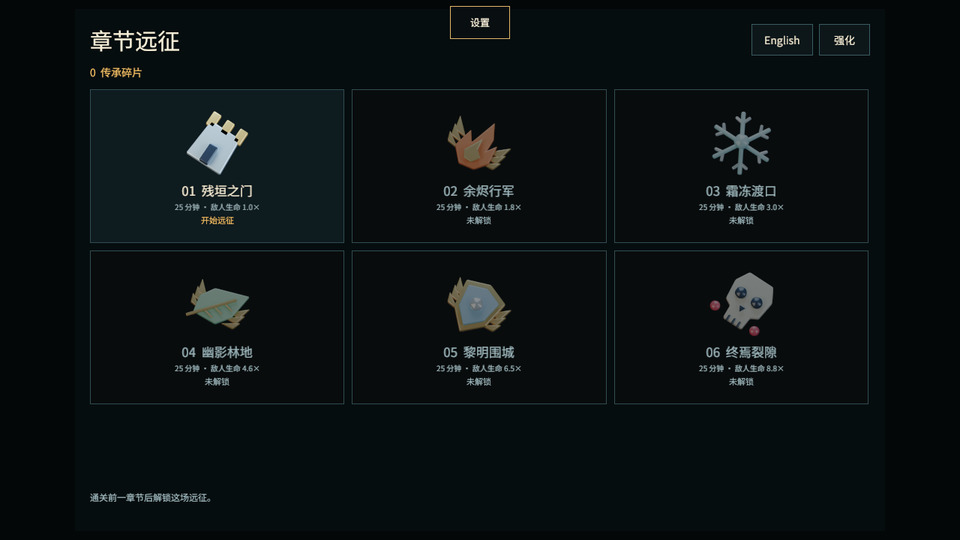 设置
章节远征
English
强化
0 传承碎片
01 残垣之门
25 分钟 · 敌人生命 1.0×
开始远征
02 余烬行军
25 分钟 · 敌人生命 1.8×
未解锁
03 霜冻渡口
25 分钟 · 敌人生命 3.0×
未解锁
04 幽影林地
25 分钟 · 敌人生命 4.6×
未解锁
05 黎明围城
25 分钟 · 敌人生命 6.5×
未解锁
06 终焉裂隙
25 分钟 · 敌人生命 8.8×
未解锁
通关前一章节后解锁这场远征。